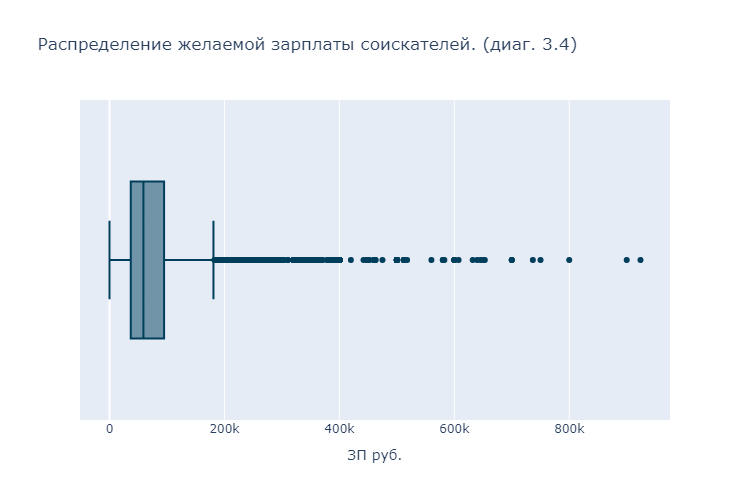 Распределение желаемой зарплаты соискателей. (диаг. 3.4)
0 200k 400k 600k 800k
ЗП руб.